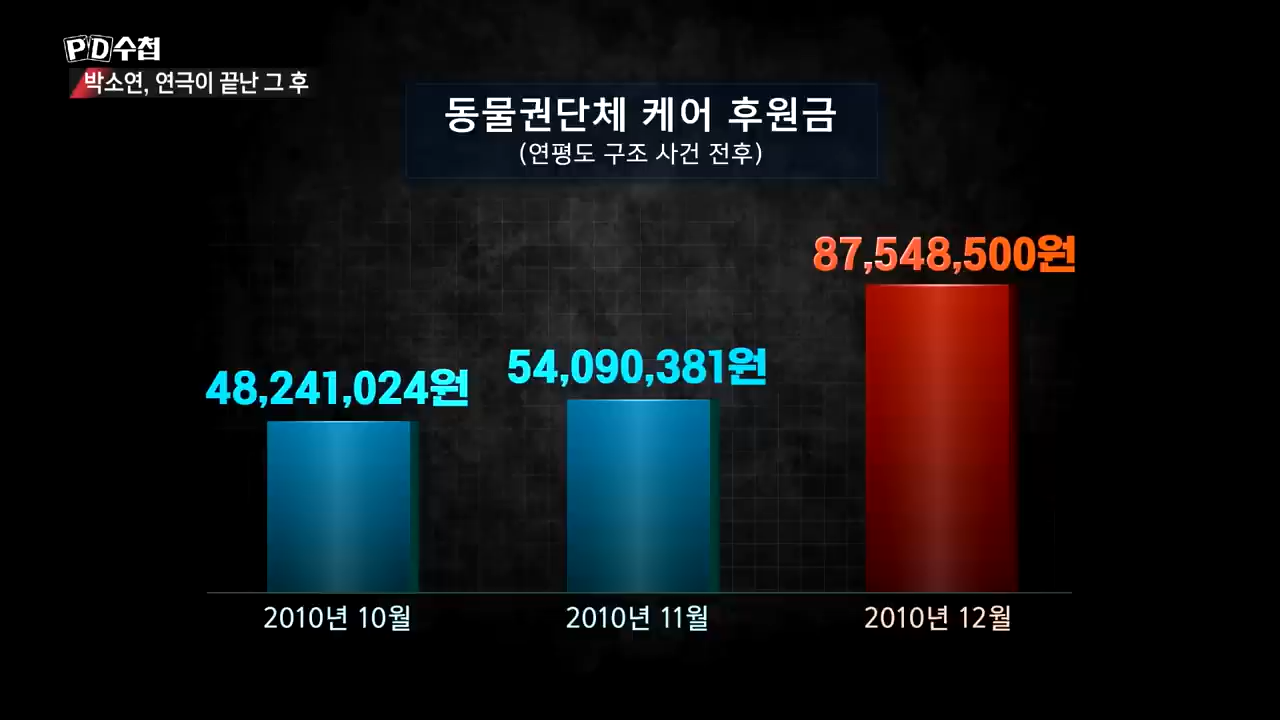 PD수첩
박소연, 연극이 끝난 그 후
동물권단체 케어 후원금
(연평도 구조 사건 전후)
48,241,024원
54,090,381원
87,548,500원
2010년 10월
2010년 11월
2010년 12월